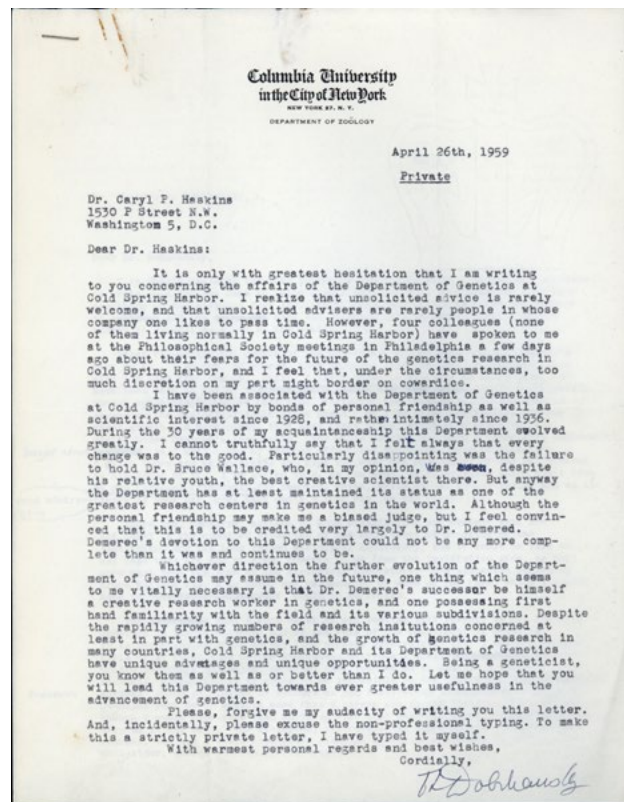 Columbia University
in the City of New York
NEW YORK 27, N. Y.
DEPARTMENT OF ZOOLOGY
April 26th, 1959
Private
Dr. Caryl P. Haskins
1530 P Street N.W.
Washington 5, D.C.
Dear Dr. Haskins:
It is only with greatest hesitation that I am writing
to you concerning the affairs of the Department of Genetics at
Cold Spring Harbor. I realize that unsolicited advice is rarely
welcome, and that unsolicited advisers are rarely people in whose
company one likes to pass time. However, four colleagues (none
of them living normally in Cold Spring Harbor) have spoken to me
at the Philosophical Society meetings in Philadelphia a few days
ago about their fears for the future of the genetics research in
Cold Spring Harbor, and I feel that, under the circumstances, too
much discretion on my part might border on cowardice.
I have been associated with the Department of Genetics
at Cold Spring Harbor by bonds of personal friendship as well as
scientific interest since 1928, and rather intimately since 1936.
During the 30 years of my acquaintanceship this Department evolved
greatly. I cannot truthfully say that I felt always that every
change was to the good. Particularly disappointing was the failure
to hold Dr. Bruce Wallace, who, in my opinion, was despite
his relative youth, the best creative scientist there. But anyway
the Department has at least maintained its status as one of the
greatest research centers in genetics in the world. Although the
personal friendship may make me a biased judge, but I feel convin-
ced that this is to be credited very largely to Dr. Demered.
Demerec's devotion to this Department could not be any more comp-
lete than it was and continues to be.
Whichever direction the further evolution of the Depart-
ment of Genetics may assume in the future, one thing which seems
to me vitally necessary is that Dr. Demerec's successor be himself
a creative research worker in genetics, and one possessing first
hand familiarity with the field and its various subdivisions. Despite
the rapidly growing numbers of research insitutions concerned at
least in part with genetics, and the growth of genetics research in
many countries, Cold Spring Harbor and its Department of Genetics
have unique advantages and unique opportunities. Being a geneticist,
you know them as well as or better than I do. Let me hope that you
will lead this Department towards ever greater usefulness in the
advancement of genetics.
Please, forgive me my audacity of writing you this letter.
And, incidentally, please excuse the non-professional typing. To make
this a strictly private letter, I have typed it myself.
With warmest personal regards and best wishes,
Cordially,
Th Dobzhansky